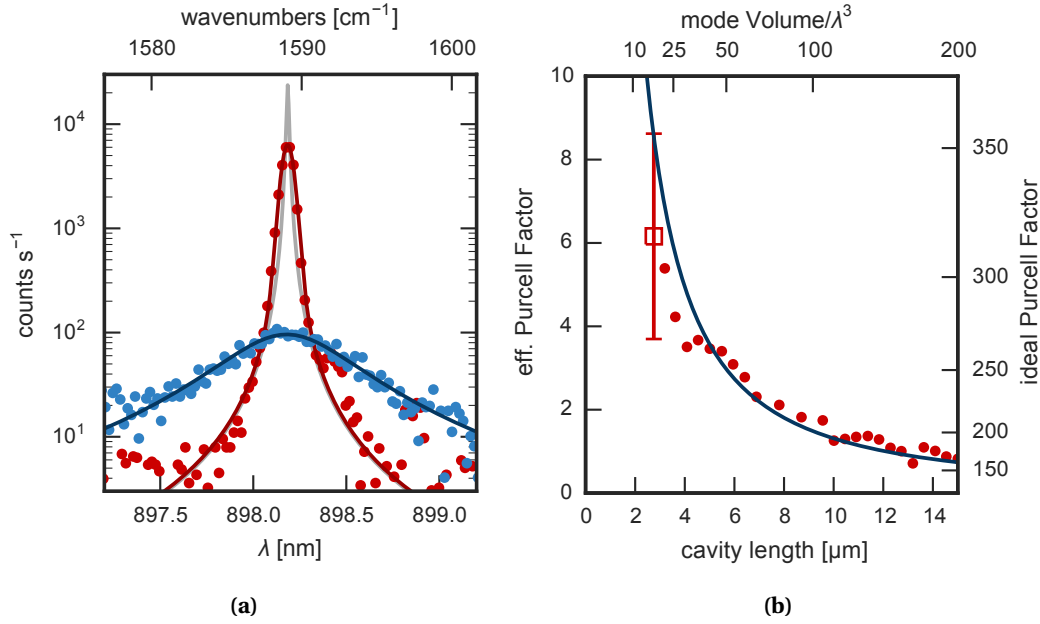 wavenumbers [cm⁻¹]
1580 1590 1600
counts s⁻¹
10⁴
10³
10²
10¹
897.5 898.0 898.5 899.0
λ [nm]
(a)
mode Volume/λ³
10 25 50 100 200
eff. Purcell Factor
10
8
6
4
2
0
350
300
250
200
150
ideal Purcell Factor
0 2 4 6 8 10 12 14
cavity length [µm]
(b)